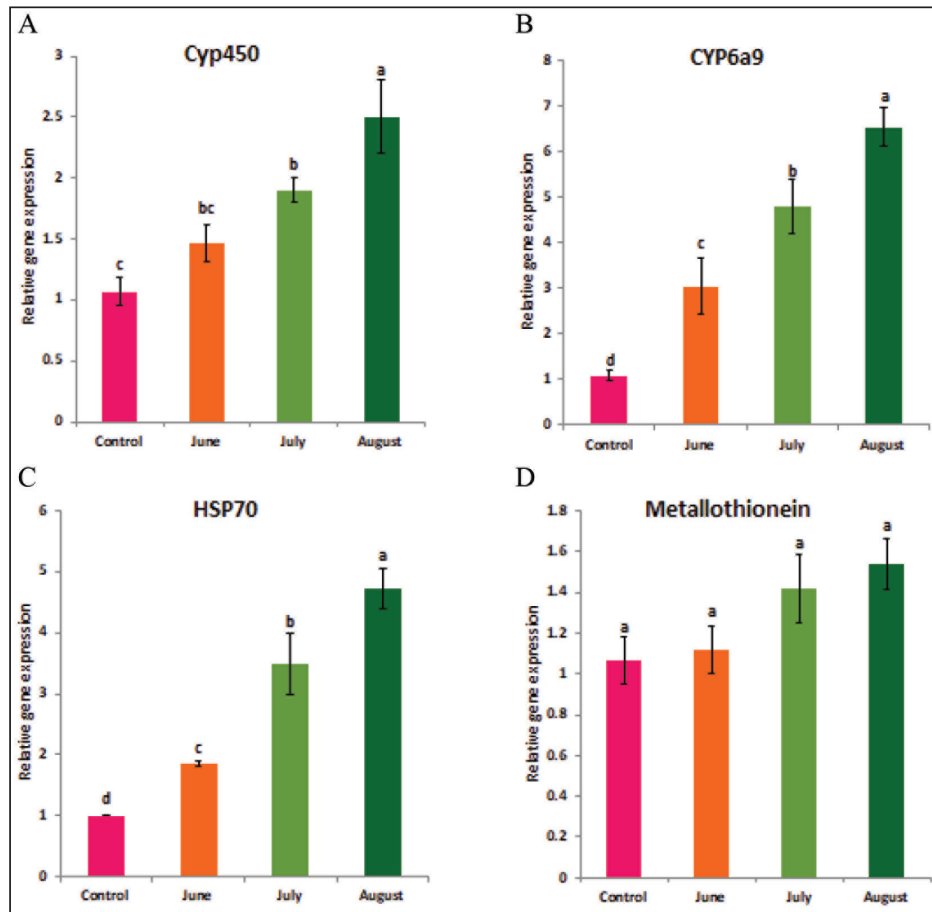 A
Cyp450
Relative gene expression
3
2.5
2
1.5
1
0.5
0
c
bc
b
a
Control June July August
B
CYP6a9
Relative gene expression
8
7
6
5
4
3
2
1
0
d
c
b
a
Control June July August
C
HSP70
Relative gene expression
6
5
4
3
2
1
0
d
c
b
a
Control June July August
D
Metallothionein
Relative gene expression
1.8
1.6
1.4
1.2
1
0.8
0.6
0.4
0.2
0
a
a
a
a
Control June July August